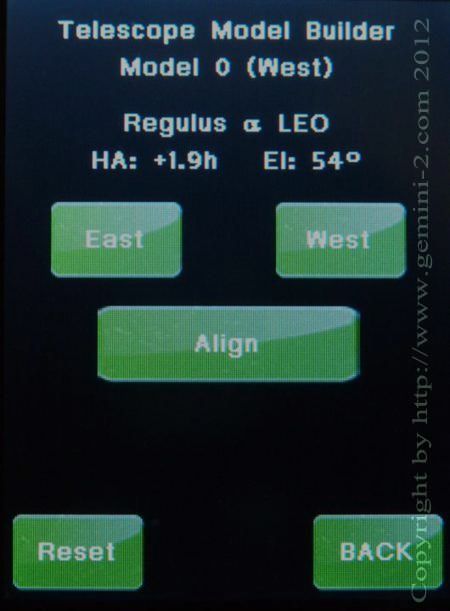 Telescope Model Builder
Model 0 (West)
Regulus α LEO
HA: +1.9h El: 54º
East West
Align
Reset BACK
Copyright by http://www.gemini-2.com 2012